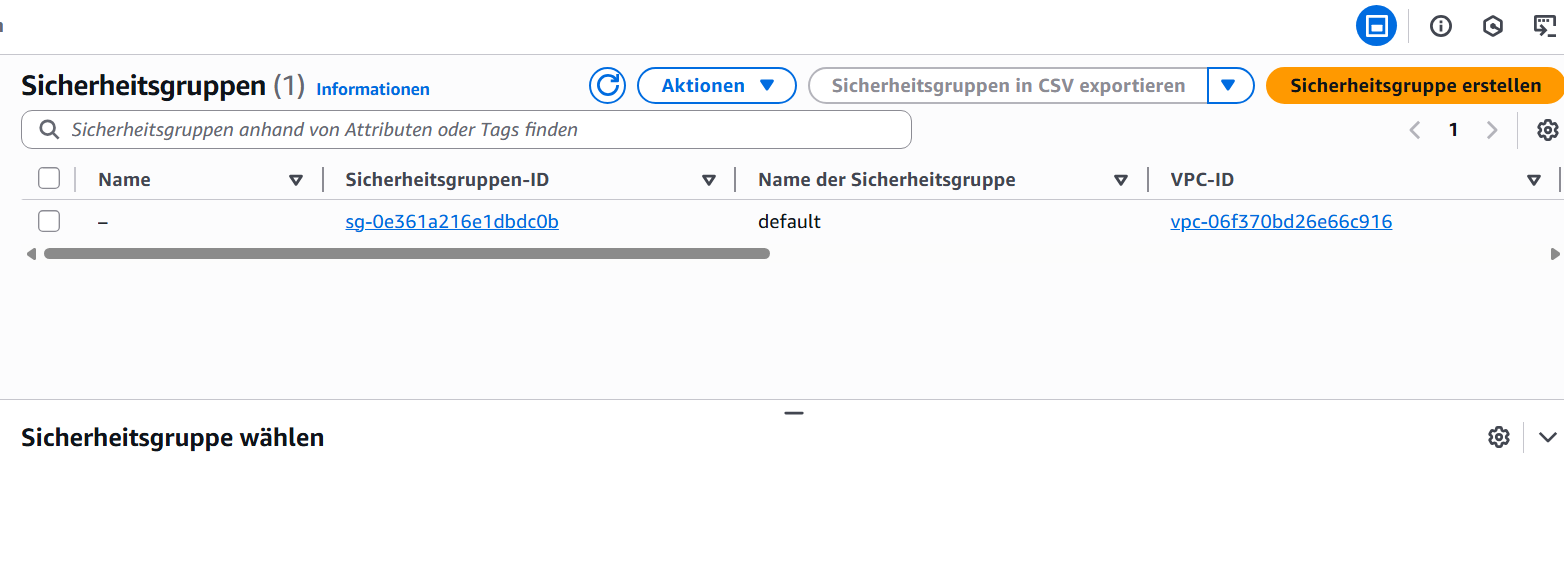 Sicherheitsgruppen (1) Informationen
Aktionen
Sicherheitsgruppen in CSV exportieren
Sicherheitsgruppe erstellen
Sicherheitsgruppen anhand von Attributen oder Tags finden
1
Name Sicherheitsgruppen-ID Name der Sicherheitsgruppe VPC-ID
– sg-0e361a216e1dbdc0b default vpc-06f370bd26e66c916
Sicherheitsgruppe wählen